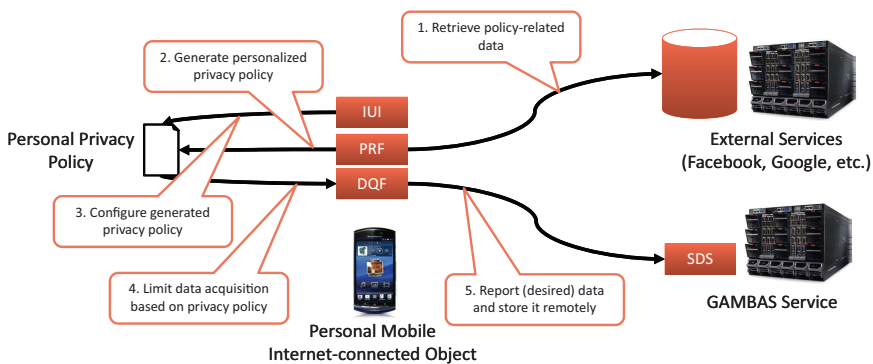 1. Retrieve policy-related
data
2. Generate personalized
privacy policy
IUI
PRF
DQF
Personal Privacy
Policy
External Services
(Facebook, Google, etc.)
3. Configure generated
privacy policy
4. Limit data acquisition
based on privacy policy
5. Report (desired) data
and store it remotely
SDS
GAMBAS Service
Personal Mobile
Internet-connected Object